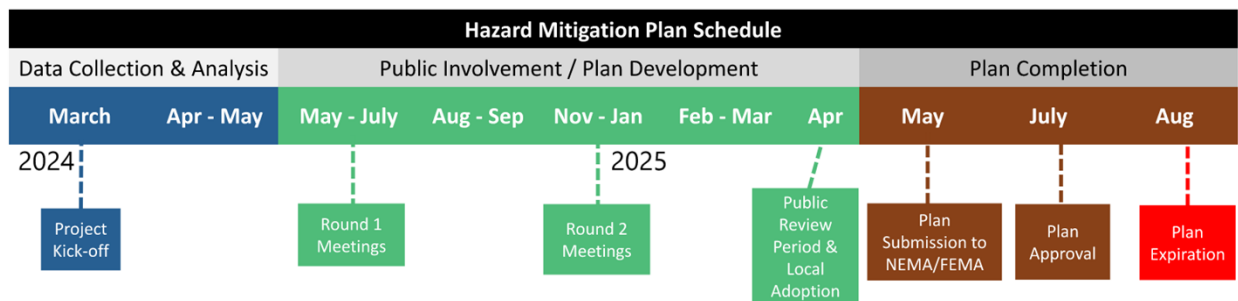 Hazard Mitigation Plan Schedule
Data Collection & Analysis
Public Involvement / Plan Development
Plan Completion
March
Apr - May
May - July
Aug - Sep
Nov - Jan
Feb - Mar
Apr
May
July
Aug
2024
2025
Project
Kick-off
Round 1
Meetings
Round 2
Meetings
Public
Review
Period &
Local
Adoption
Plan
Submission to
NEMA/FEMA
Plan
Approval
Plan
Expiration